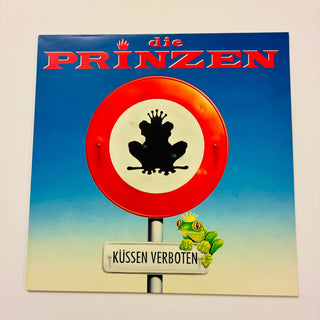 die
PRINZEN
KÜSSEN VERBOTEN